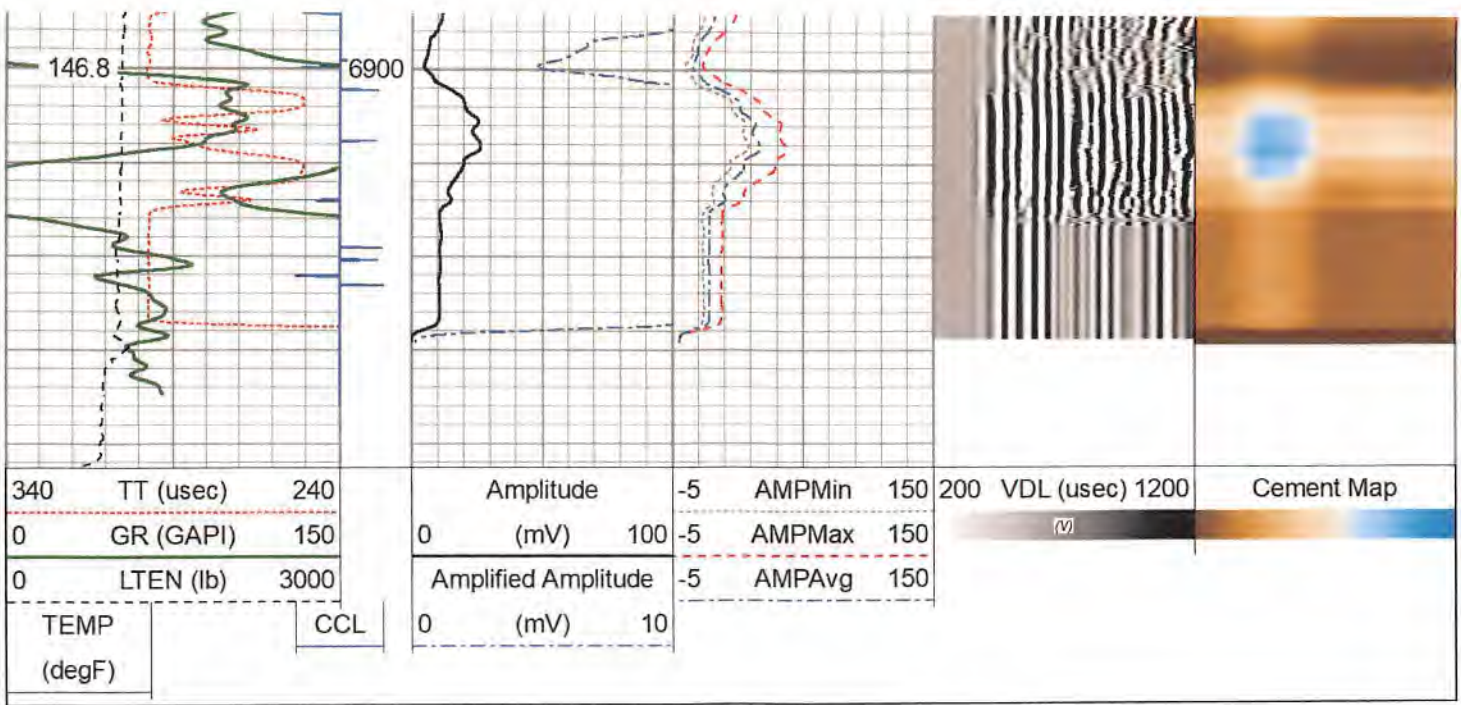 146.8
6900
340 TT (usec) 240
0 GR (GAPI) 150
0 LTEN (lb) 3000
TEMP
(degF)
CCL
Amplitude
0 (mV) 100
Amplified Amplitude
0 (mV) 10
-5 AMPMin 150
-5 AMPMax 150
-5 AMPAvg 150
200 VDL (usec) 1200
(V)
Cement Map